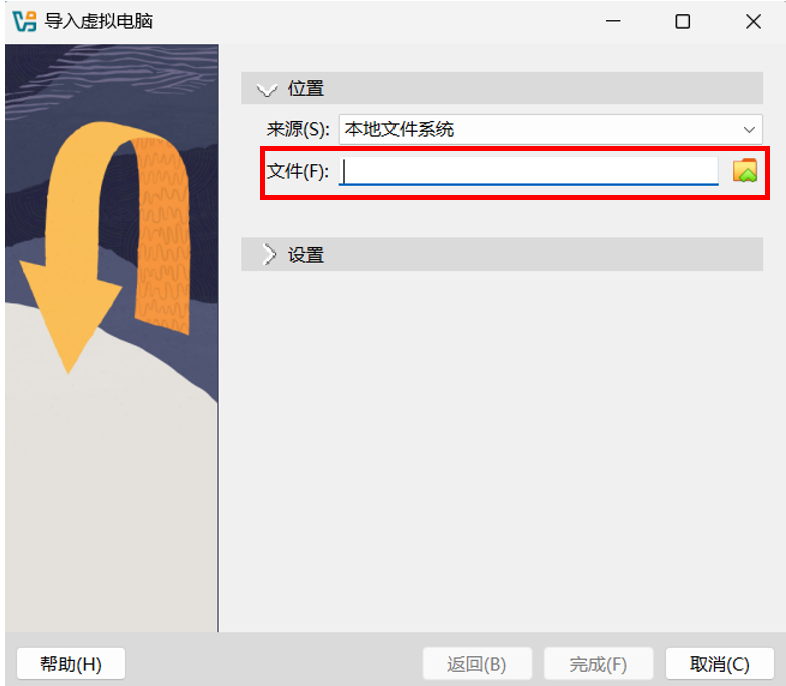 导入虚拟电脑
位置
来源(S): 本地文件系统
文件(F):
设置
帮助(H) 返回(B) 完成(F) 取消(C)